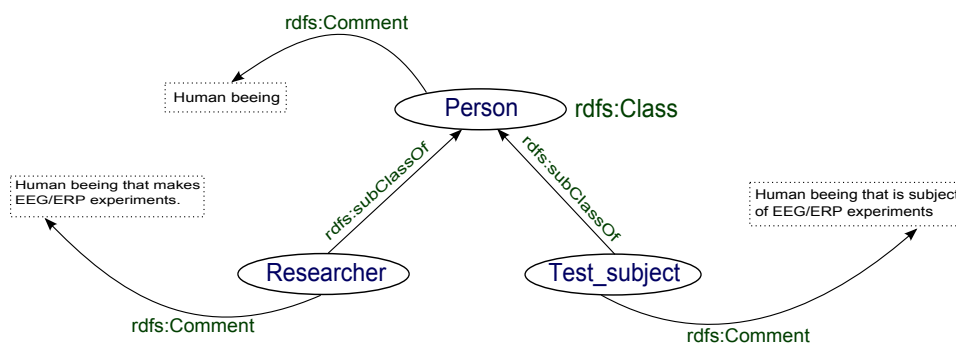 rdfs:Comment
Human beeing
Person
rdfs:Class
rdfs:subClassOf
rdfs:subClassOf
Human beeing that makes
EEG/ERP experiments.
Human beeing that is subject
of EEG/ERP experiments
Researcher
Test_subject
rdfs:Comment
rdfs:Comment